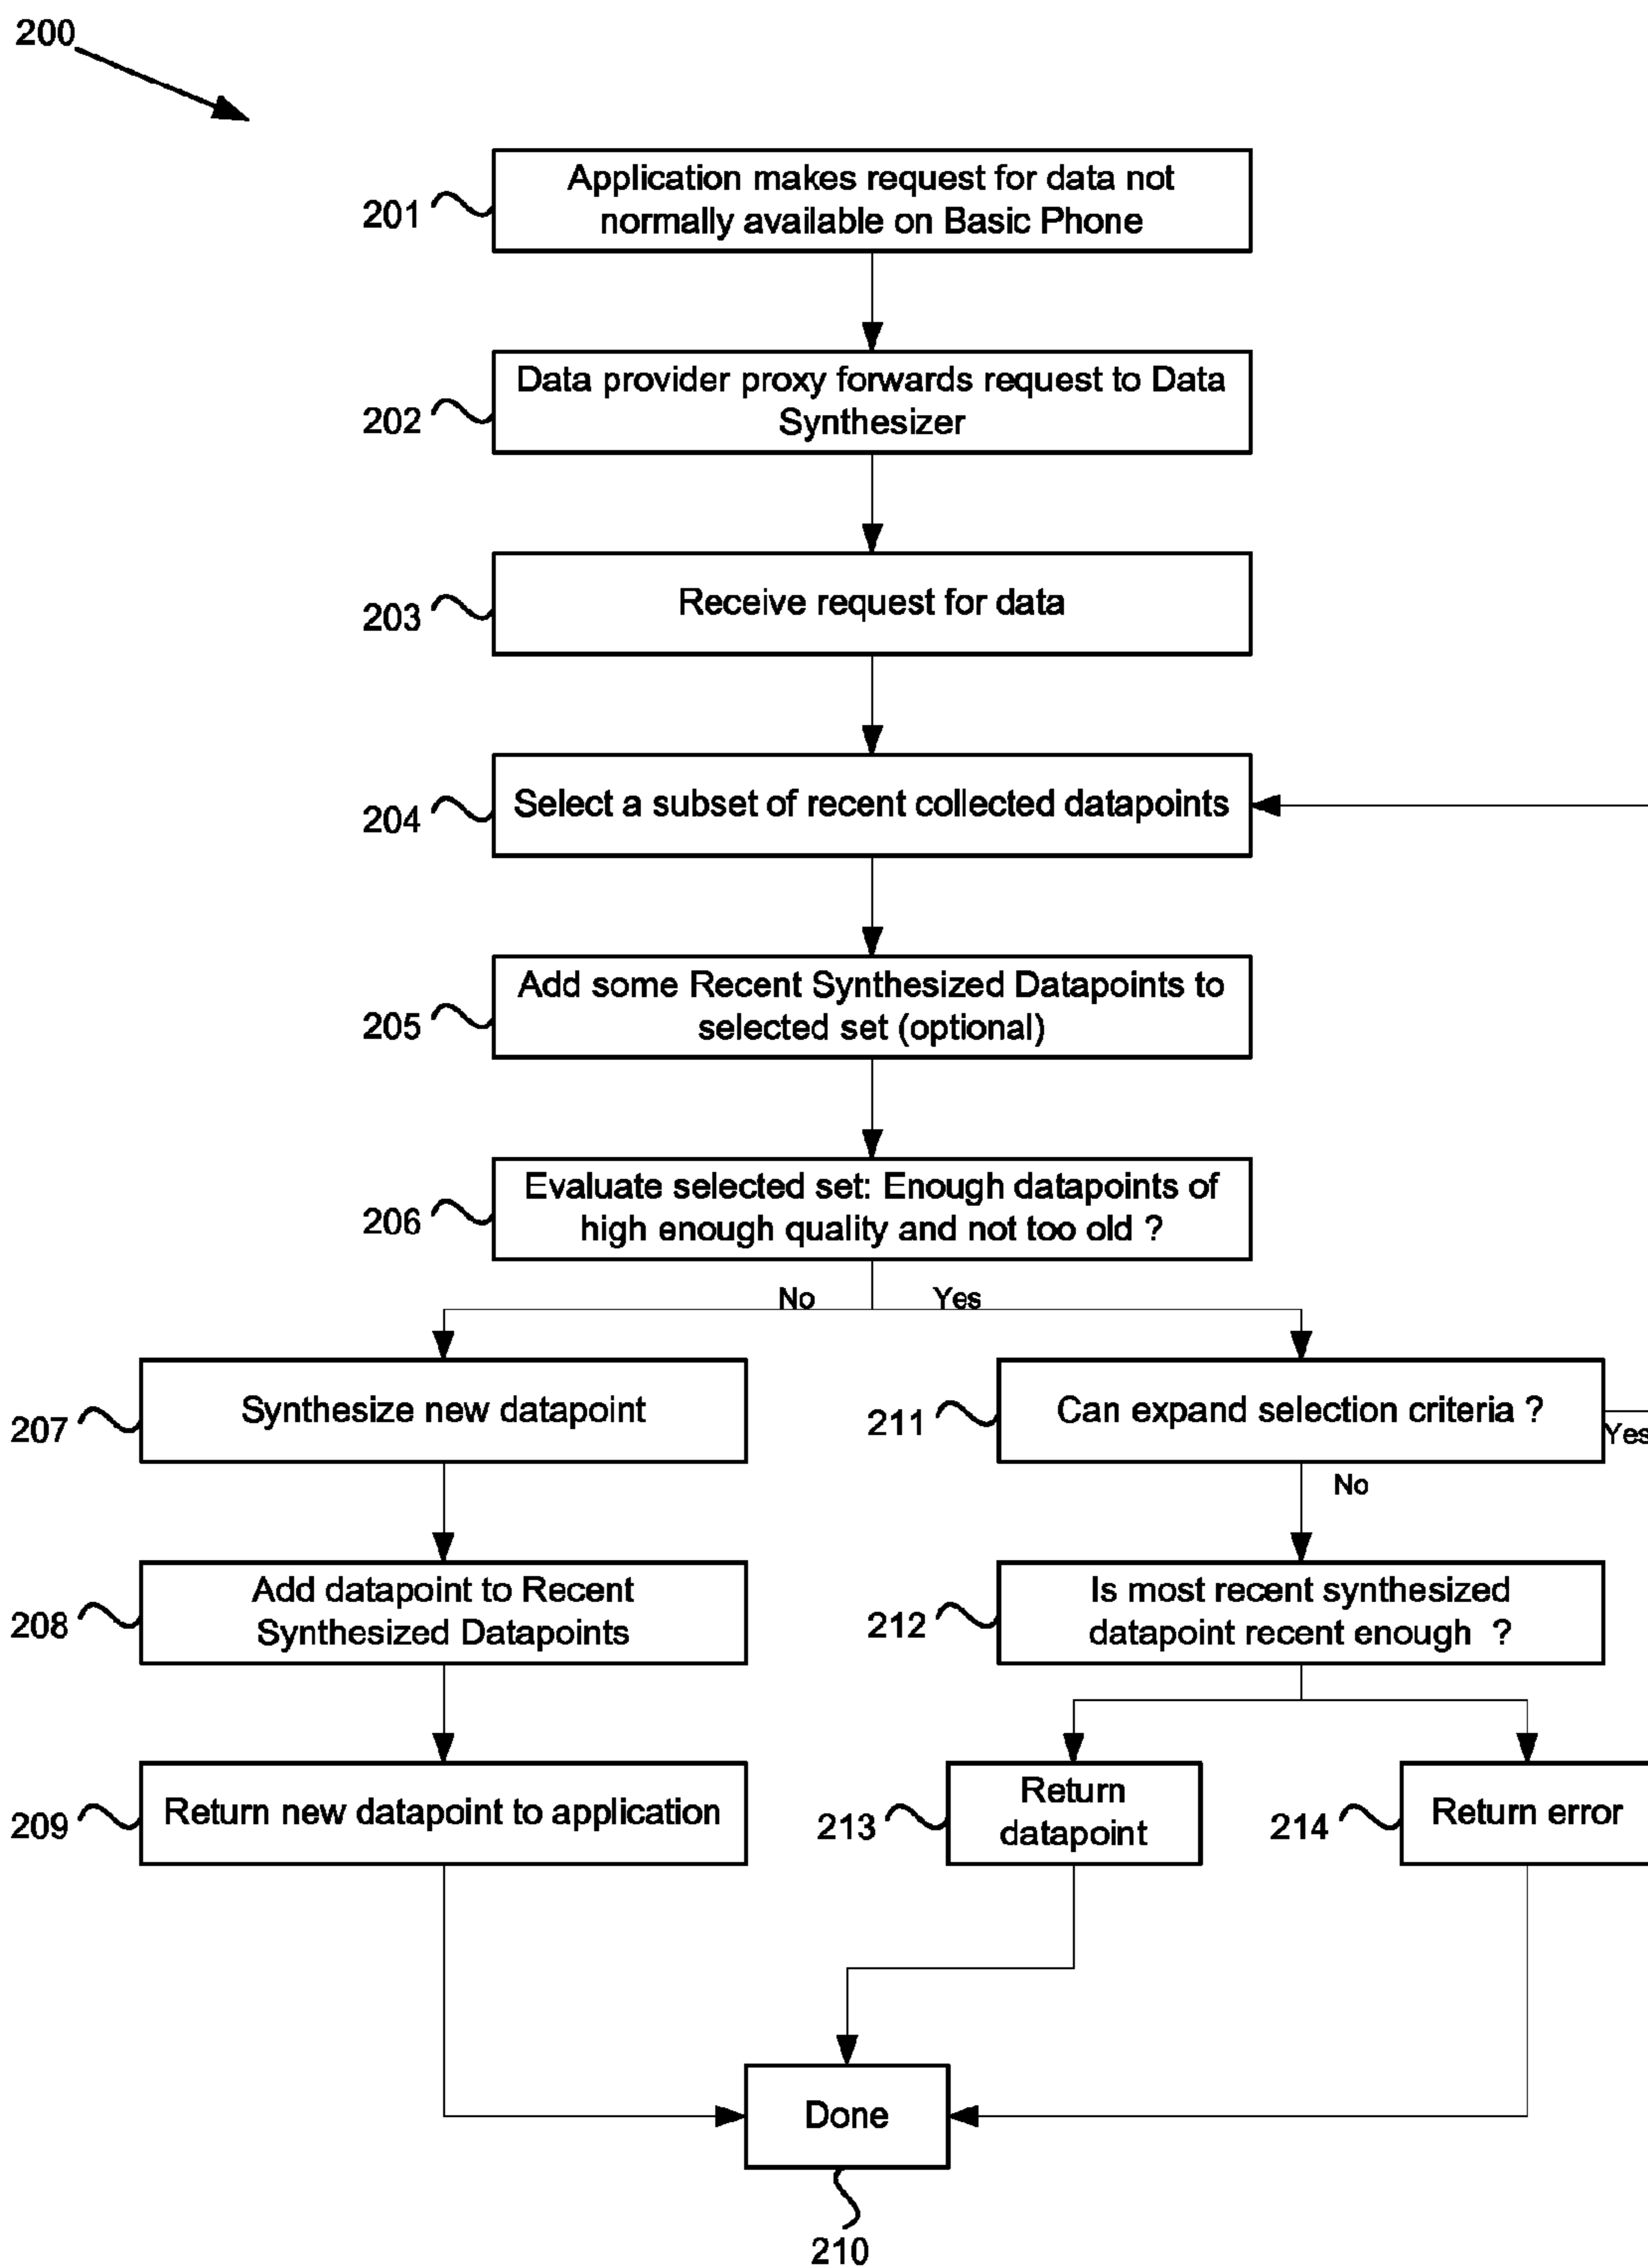 200
201
Application makes request for data not
normally available on Basic Phone
202
Data provider proxy forwards request to Data
Synthesizer
203
Receive request for data
204
Select a subset of recent collected datapoints
205
Add some Recent Synthesized Datapoints to
selected set (optional)
206
Evaluate selected set: Enough datapoints of
high enough quality and not too old ?
No
Yes
207
Synthesize new datapoint
211
Can expand selection criteria ?
Yes
No
208
Add datapoint to Recent
Synthesized Datapoints
212
Is most recent synthesized
datapoint recent enough ?
209
Return new datapoint to application
213
Return
datapoint
214
Return error
Done
210